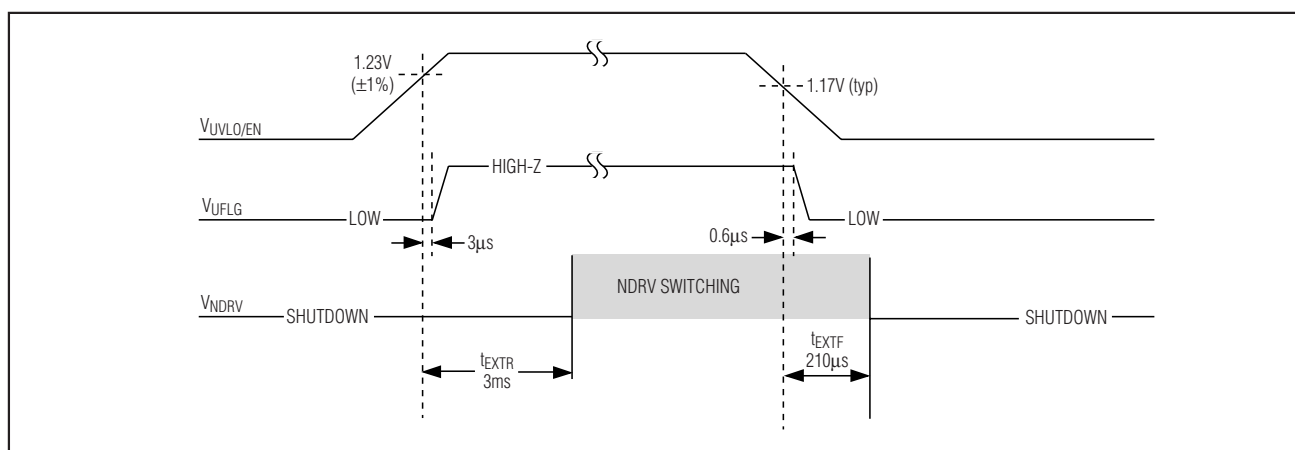 1.23V
(±1%)
1.17V (typ)
VUVLO/EN
HIGH-Z
VUFLG
LOW
LOW
3µs
0.6µs
NDRV SWITCHING
VNDRV
SHUTDOWN
SHUTDOWN
tEXTR
3ms
tEXTF
210µs